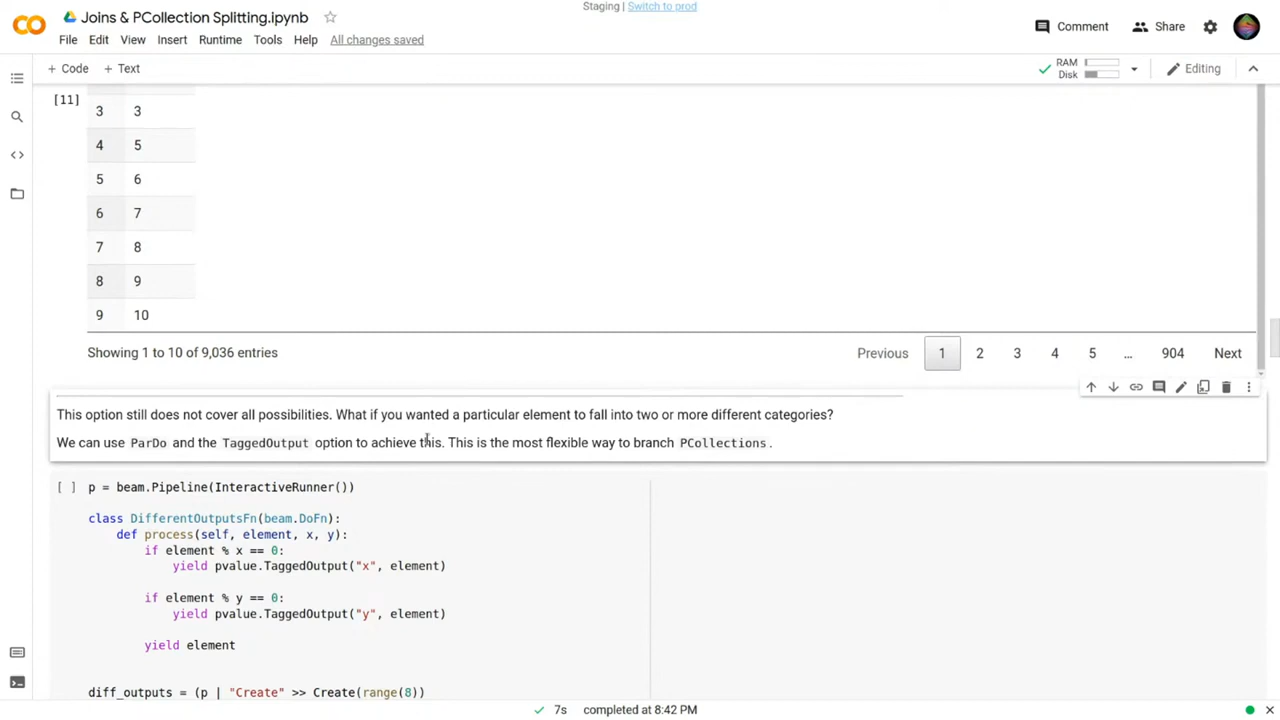 Staging | Switch to prod
Joins & PCollection Splitting.ipynb
Comment
Share
File Edit View Insert Runtime Tools Help All changes saved
+ Code + Text
RAM
Disk
Editing
[11]
3 3
4 5
5 6
6 7
7 8
8 9
9 10
Showing 1 to 10 of 9,036 entries
Previous 1 2 3 4 5 … 904 Next
This option still does not cover all possibilities. What if you wanted a particular element to fall into two or more different categories?
We can use ParDo and the TaggedOutput option to achieve this. This is the most flexible way to branch PCollections.
[ ] p = beam.Pipeline(InteractiveRunner())
class DifferentOutputsFn(beam.DoFn):
def process(self, element, x, y):
if element % x == 0:
yield pvalue.TaggedOutput("x", element)
if element % y == 0:
yield pvalue.TaggedOutput("y", element)
yield element
diff_outputs = (p | "Create" >> Create(range(8))
7s completed at 8:42 PM